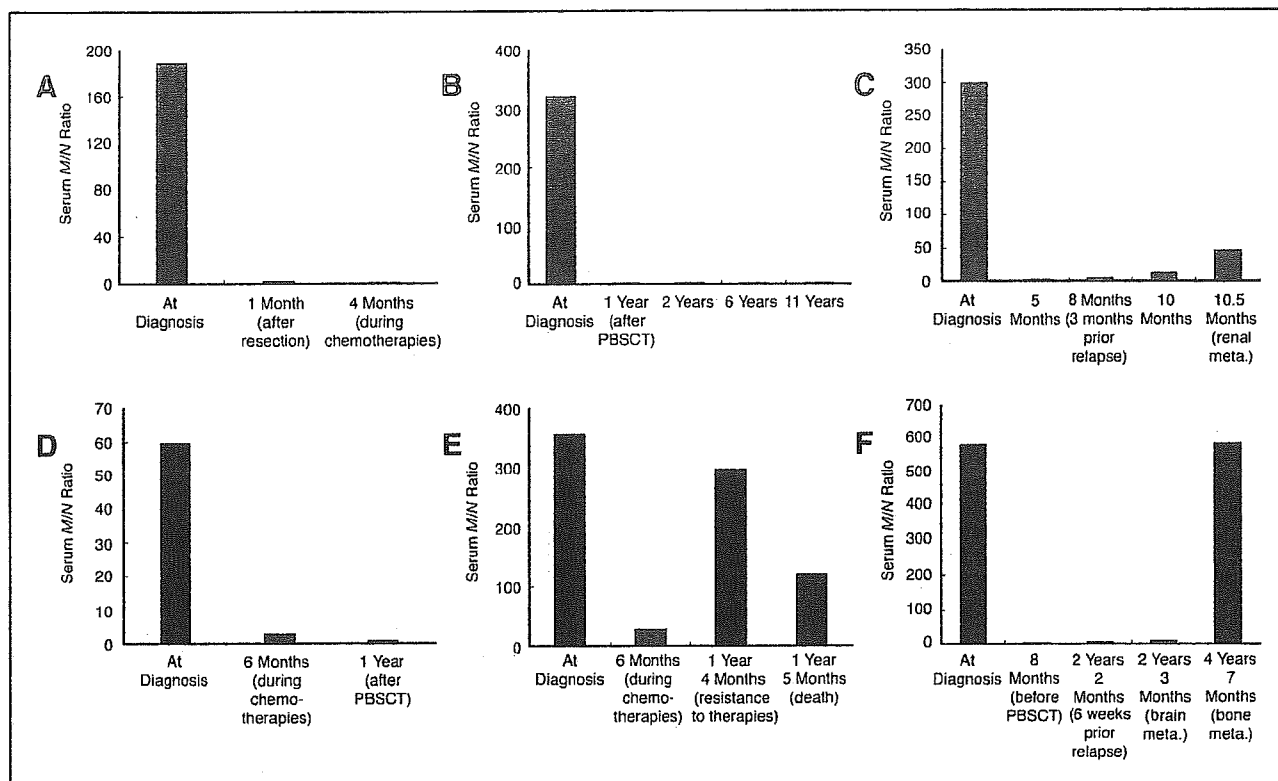 A
Serum M/N Ratio
200
160
120
80
40
0
At
Diagnosis
1 Month
(after
resection)
4 Months
(during
chemotherapies)
B
Serum M/N Ratio
400
300
200
100
0
At
Diagnosis
1 Year
(after
PBSCT)
2 Years
6 Years
11 Years
C
Serum M/N Ratio
350
300
250
200
150
100
50
0
At
Diagnosis
5
Months
8 Months
(3 months
prior
relapse)
10
Months
10.5
Months
(renal
meta.)
D
Serum M/N Ratio
70
60
50
40
30
20
10
0
At
Diagnosis
6 Months
(during
chemo-
therapies)
1 Year
(after
PBSCT)
E
Serum M/N Ratio
400
300
200
100
0
At
Diagnosis
6 Months
(during
chemo-
therapies)
1 Year
4 Months
(resistance
to therapies)
1 Year
5 Months
(death)
F
Serum M/N Ratio
700
600
500
400
300
200
100
0
At
Diagnosis
8
Months
(before
PBSCT)
2 Years
2
Months
(6 weeks
prior
relapse)
2 Years
3
Months
(brain
meta.)
4 Years
7
Months
(bone
meta.)